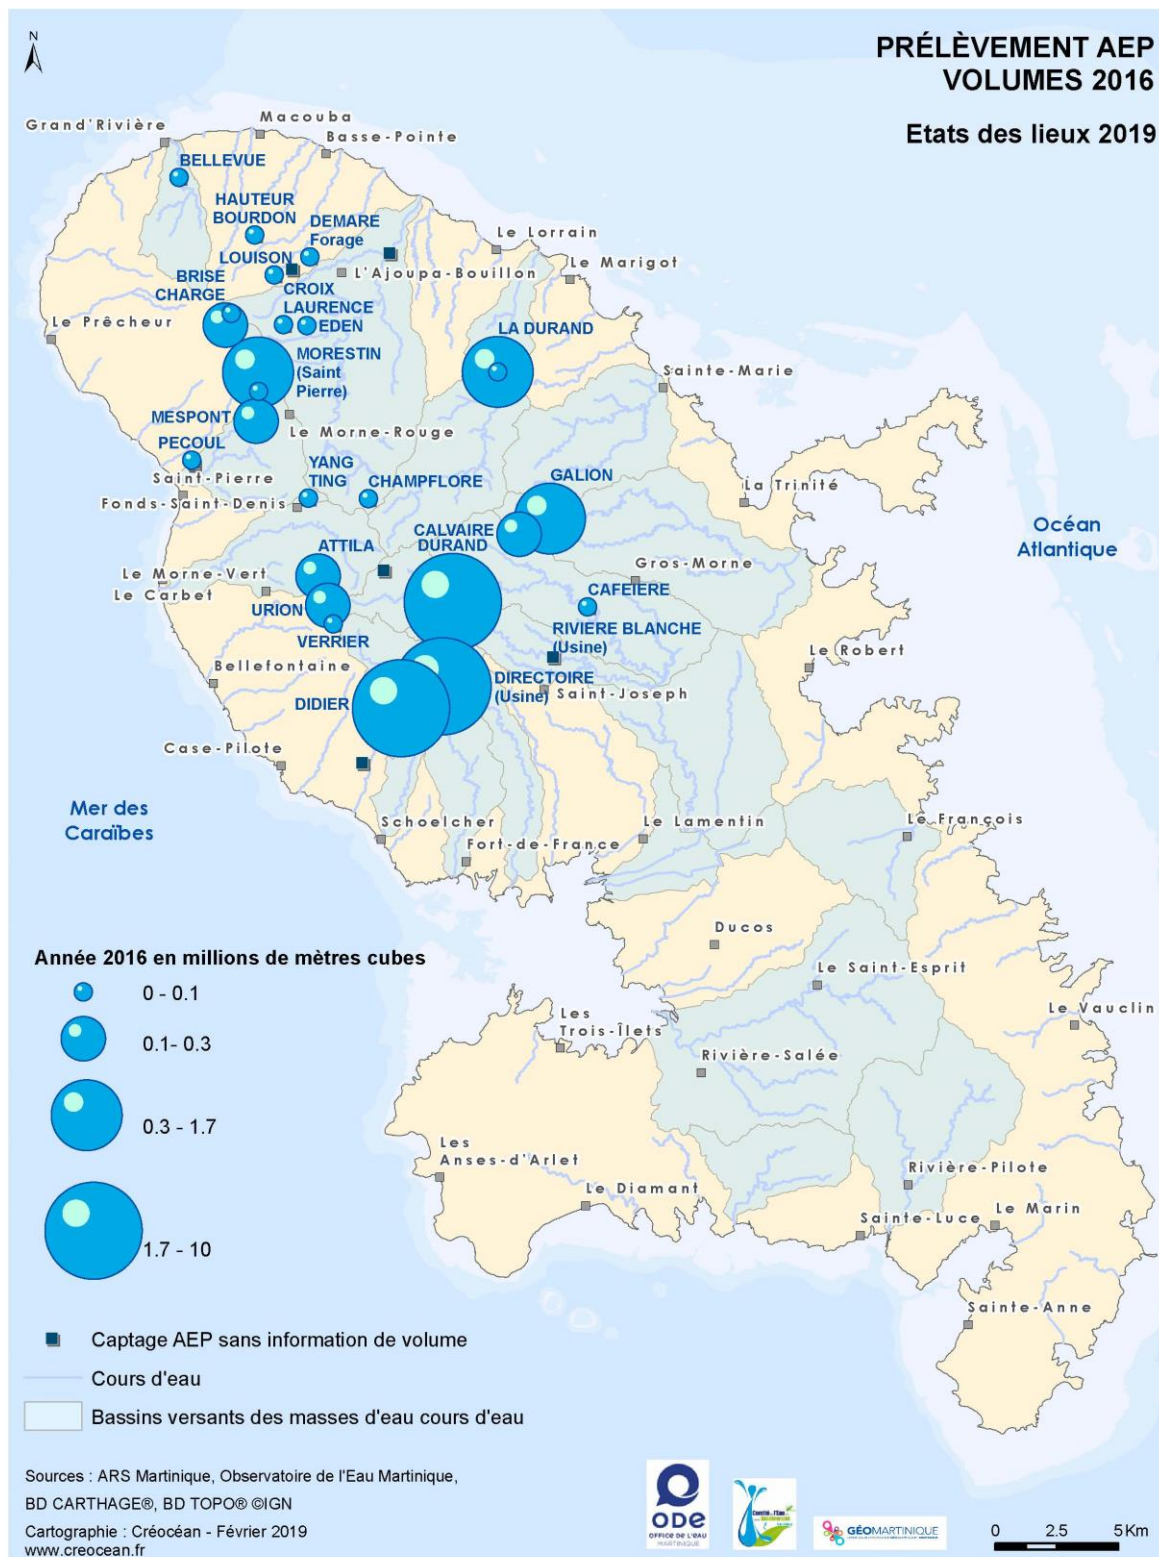 N
PRÉLÈVEMENT AEP
VOLUMES 2016
Etats des lieux 2019
Grand'Rivière
Macouba
Basse-Pointe
BELLEVUE
HAUTEUR
BOURDON
DEMARE
Forage
LOUISON
L'Ajoupa-Bouillon
Le Lorrain
Le Marigot
BRISE
CHARGE
CROIX
LAURENCE
EDEN
LA DURAND
Le Prêcheur
MORESTIN
(Saint
Pierre)
Sainte-Marie
MESPONT
Le Morne-Rouge
PECOUL
Saint-Pierre
YANG
TING
CHAMPFLORE
GALION
La Trinité
Fonds-Saint-Denis
Océan
Atlantique
ATTILA
CALVAIRE
DURAND
Le Morne-Vert
Le Carbet
Gros-Morne
CAFEIERE
URION
VERRIER
RIVIERE BLANCHE
(Usine)
Le Robert
Bellefontaine
DIDIER
DIRECTOIRE
(Usine)
Saint-Joseph
Case-Pilote
Mer des
Caraïbes
Schoelcher
Fort-de-France
Le Lamentin
Le François
Ducos
Le Saint-Esprit
Le Vauclin
Les
Trois-Îlets
Rivière-Salée
Les
Anses-d'Arlet
Le Diamant
Rivière-Pilote
Sainte-Luce
Le Marin
Sainte-Anne
Année 2016 en millions de mètres cubes
0 - 0.1
0.1- 0.3
0.3 - 1.7
1.7 - 10
Captage AEP sans information de volume
Cours d'eau
Bassins versants des masses d'eau cours d'eau
Sources : ARS Martinique, Observatoire de l'Eau Martinique,
BD CARTHAGE®, BD TOPO® ©IGN
Cartographie : Créocéan - Février 2019
www.creocean.fr
ODE
OFFICE DE L'EAU
MARTINIQUE
GÉOMARTINIQUE
0 2.5 5 Km